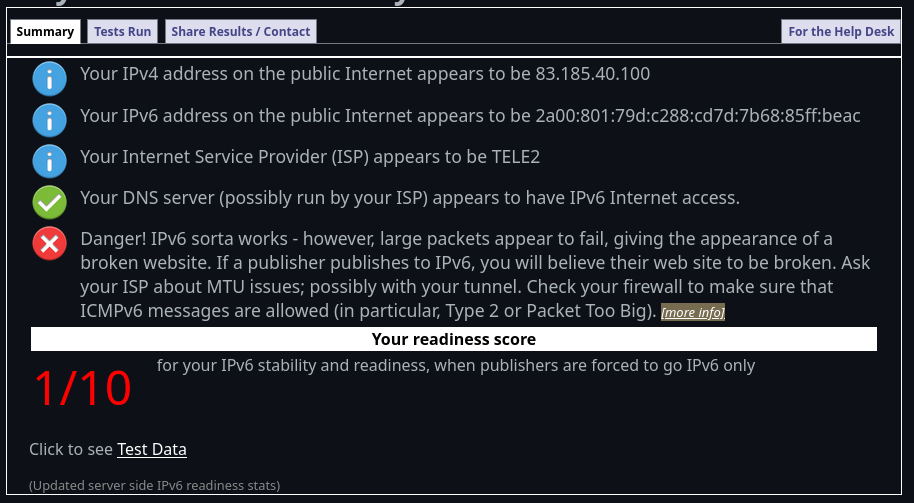 Summary
Tests Run
Share Results / Contact
For the Help Desk
Your IPv4 address on the public Internet appears to be 83.185.40.100
Your IPv6 address on the public Internet appears to be 2a00:801:79d:c288:cd7d:7b68:85ff:beac
Your Internet Service Provider (ISP) appears to be TELE2
Your DNS server (possibly run by your ISP) appears to have IPv6 Internet access.
Danger! IPv6 sorta works - however, large packets appear to fail, giving the appearance of a
broken website. If a publisher publishes to IPv6, you will believe their web site to be broken. Ask
your ISP about MTU issues; possibly with your tunnel. Check your firewall to make sure that
ICMPv6 messages are allowed (in particular, Type 2 or Packet Too Big). [more info]
Your readiness score
1/10
for your IPv6 stability and readiness, when publishers are forced to go IPv6 only
Click to see Test Data
(Updated server side IPv6 readiness stats)